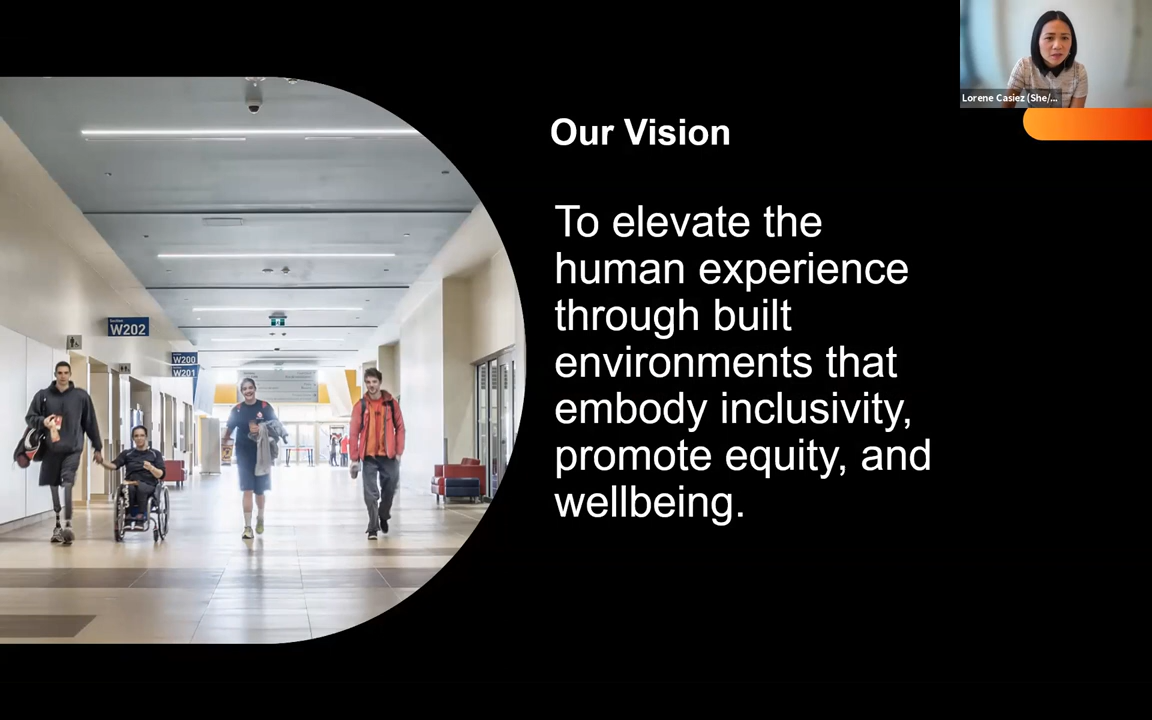 Lorene Casiez (She/...
Our Vision
To elevate the
human experience
through built
environments that
embody inclusivity,
promote equity, and
wellbeing.
W202
W200
W201